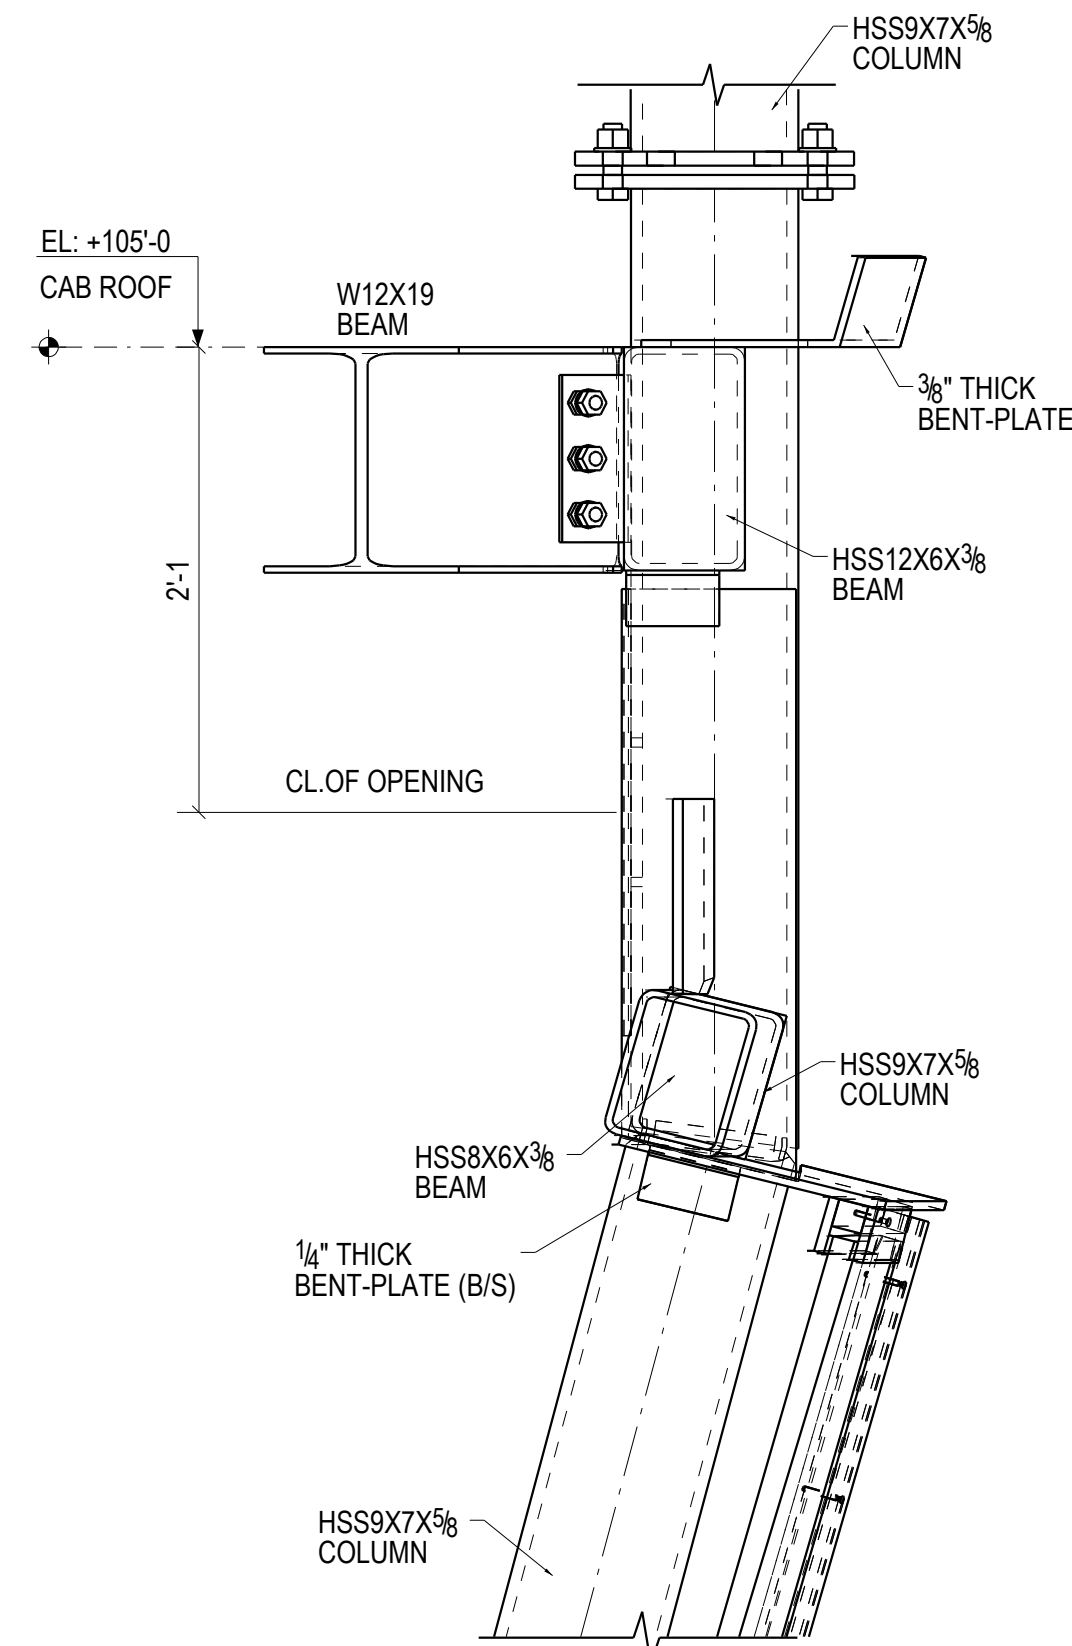 HSS9X7X5/8
COLUMN
EL: +105'-0
CAB ROOF
W12X19
BEAM
3/8" THICK
BENT-PLATE
HSS12X6X3/8
BEAM
2'-1
CL.OF OPENING
HSS9X7X5/8
COLUMN
HSS8X6X3/8
BEAM
1/4" THICK
BENT-PLATE (B/S)
HSS9X7X5/8
COLUMN